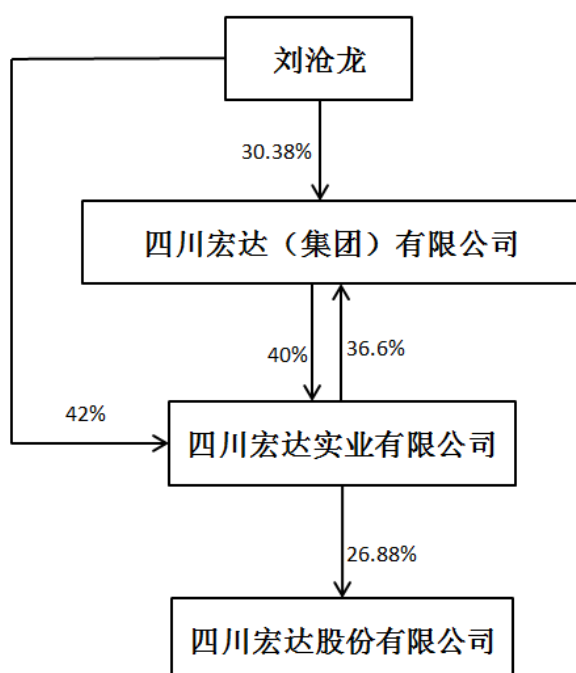 刘沧龙
30.38%
四川宏达（集团）有限公司
40%
36.6%
42%
四川宏达实业有限公司
26.88%
四川宏达股份有限公司